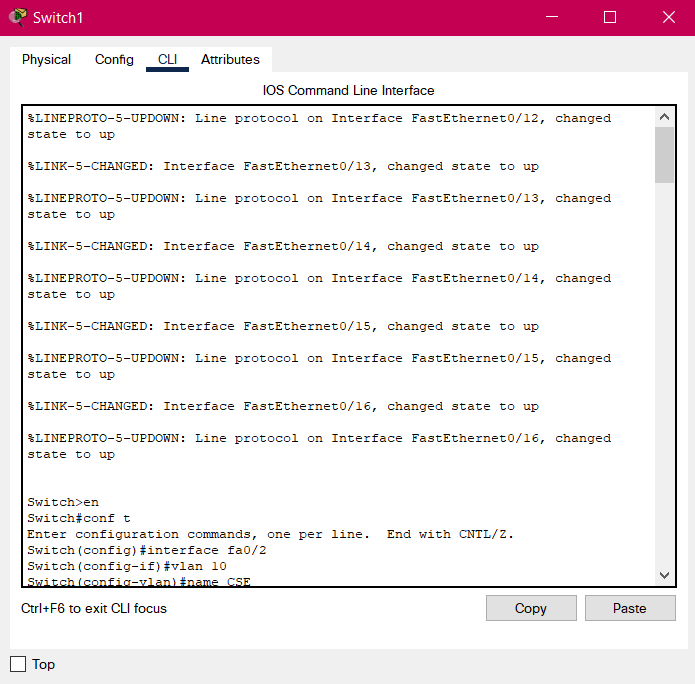 Switch1
Physical Config CLI Attributes
IOS Command Line Interface
%LINEPROTO-5-UPDOWN: Line protocol on Interface FastEthernet0/12, changed
state to up
%LINK-5-CHANGED: Interface FastEthernet0/13, changed state to up
%LINEPROTO-5-UPDOWN: Line protocol on Interface FastEthernet0/13, changed
state to up
%LINK-5-CHANGED: Interface FastEthernet0/14, changed state to up
%LINEPROTO-5-UPDOWN: Line protocol on Interface FastEthernet0/14, changed
state to up
%LINK-5-CHANGED: Interface FastEthernet0/15, changed state to up
%LINEPROTO-5-UPDOWN: Line protocol on Interface FastEthernet0/15, changed
state to up
%LINK-5-CHANGED: Interface FastEthernet0/16, changed state to up
%LINEPROTO-5-UPDOWN: Line protocol on Interface FastEthernet0/16, changed
state to up
Switch>en
Switch#conf t
Enter configuration commands, one per line.  End with CNTL/Z.
Switch(config)#interface fa0/2
Switch(config-if)#vlan 10
Switch(config-vlan)#name CSE
Ctrl+F6 to exit CLI focus
Copy Paste
Top